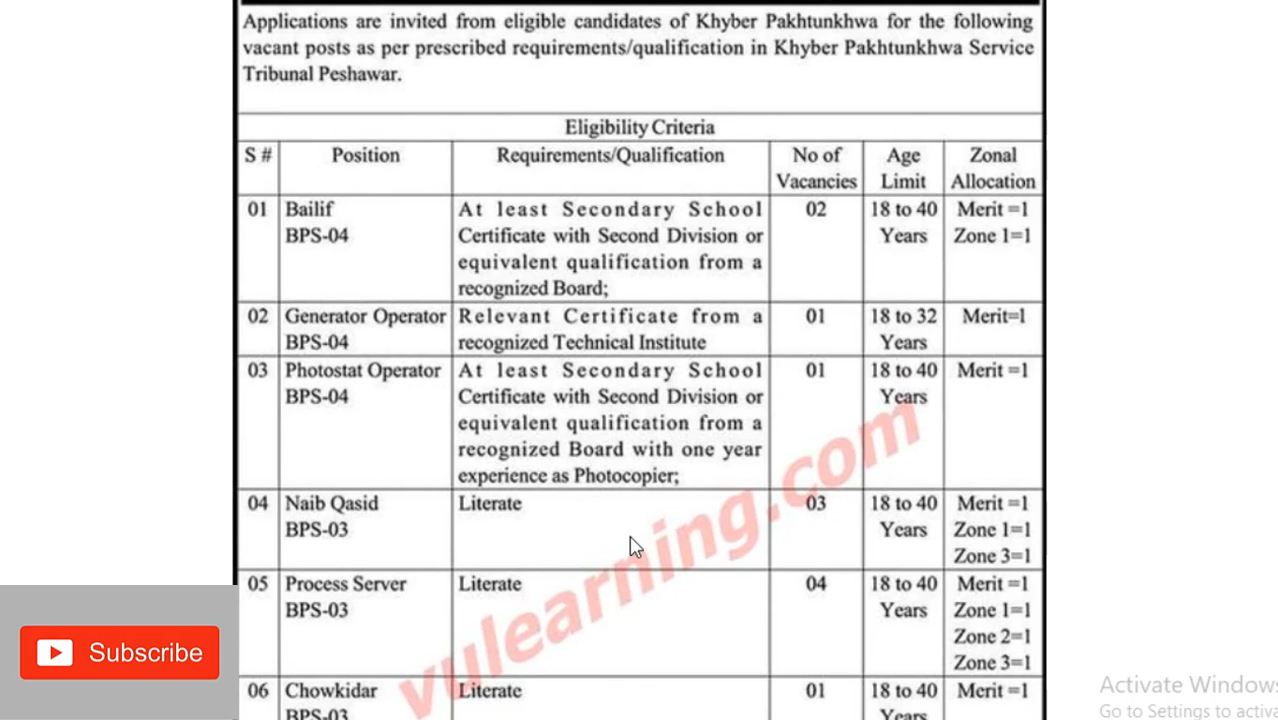 Applications are invited from eligible candidates of Khyber Pakhtunkhwa for the following
vacant posts as per prescribed requirements/qualification in Khyber Pakhtunkhwa Service
Tribunal Peshawar.
Eligibility Criteria
S # Position Requirements/Qualification No of Vacancies Age Limit Zonal Allocation
01 Bailif At least Secondary School 02 18 to 40 Merit =1
BPS-04 Certificate with Second Division or Years Zone 1=1
equivalent qualification from a
recognized Board;
02 Generator Operator Relevant Certificate from a 01 18 to 32 Merit=1
BPS-04 recognized Technical Institute Years
03 Photostat Operator At least Secondary School 01 18 to 40 Merit =1
BPS-04 Certificate with Second Division or Years
equivalent qualification from a
recognized Board with one year
experience as Photocopier;
04 Naib Qasid Literate 03 18 to 40 Merit =1
BPS-03 Years Zone 1=1
Zone 3=1
05 Process Server Literate 04 18 to 40 Merit =1
BPS-03 Years Zone 1=1
Zone 2=1
Zone 3=1
06 Chowkidar Literate 01 18 to 40 Merit =1
BPS-03 Years
vulearning.com
Subscribe
Activate Windows
Go to Settings to activa